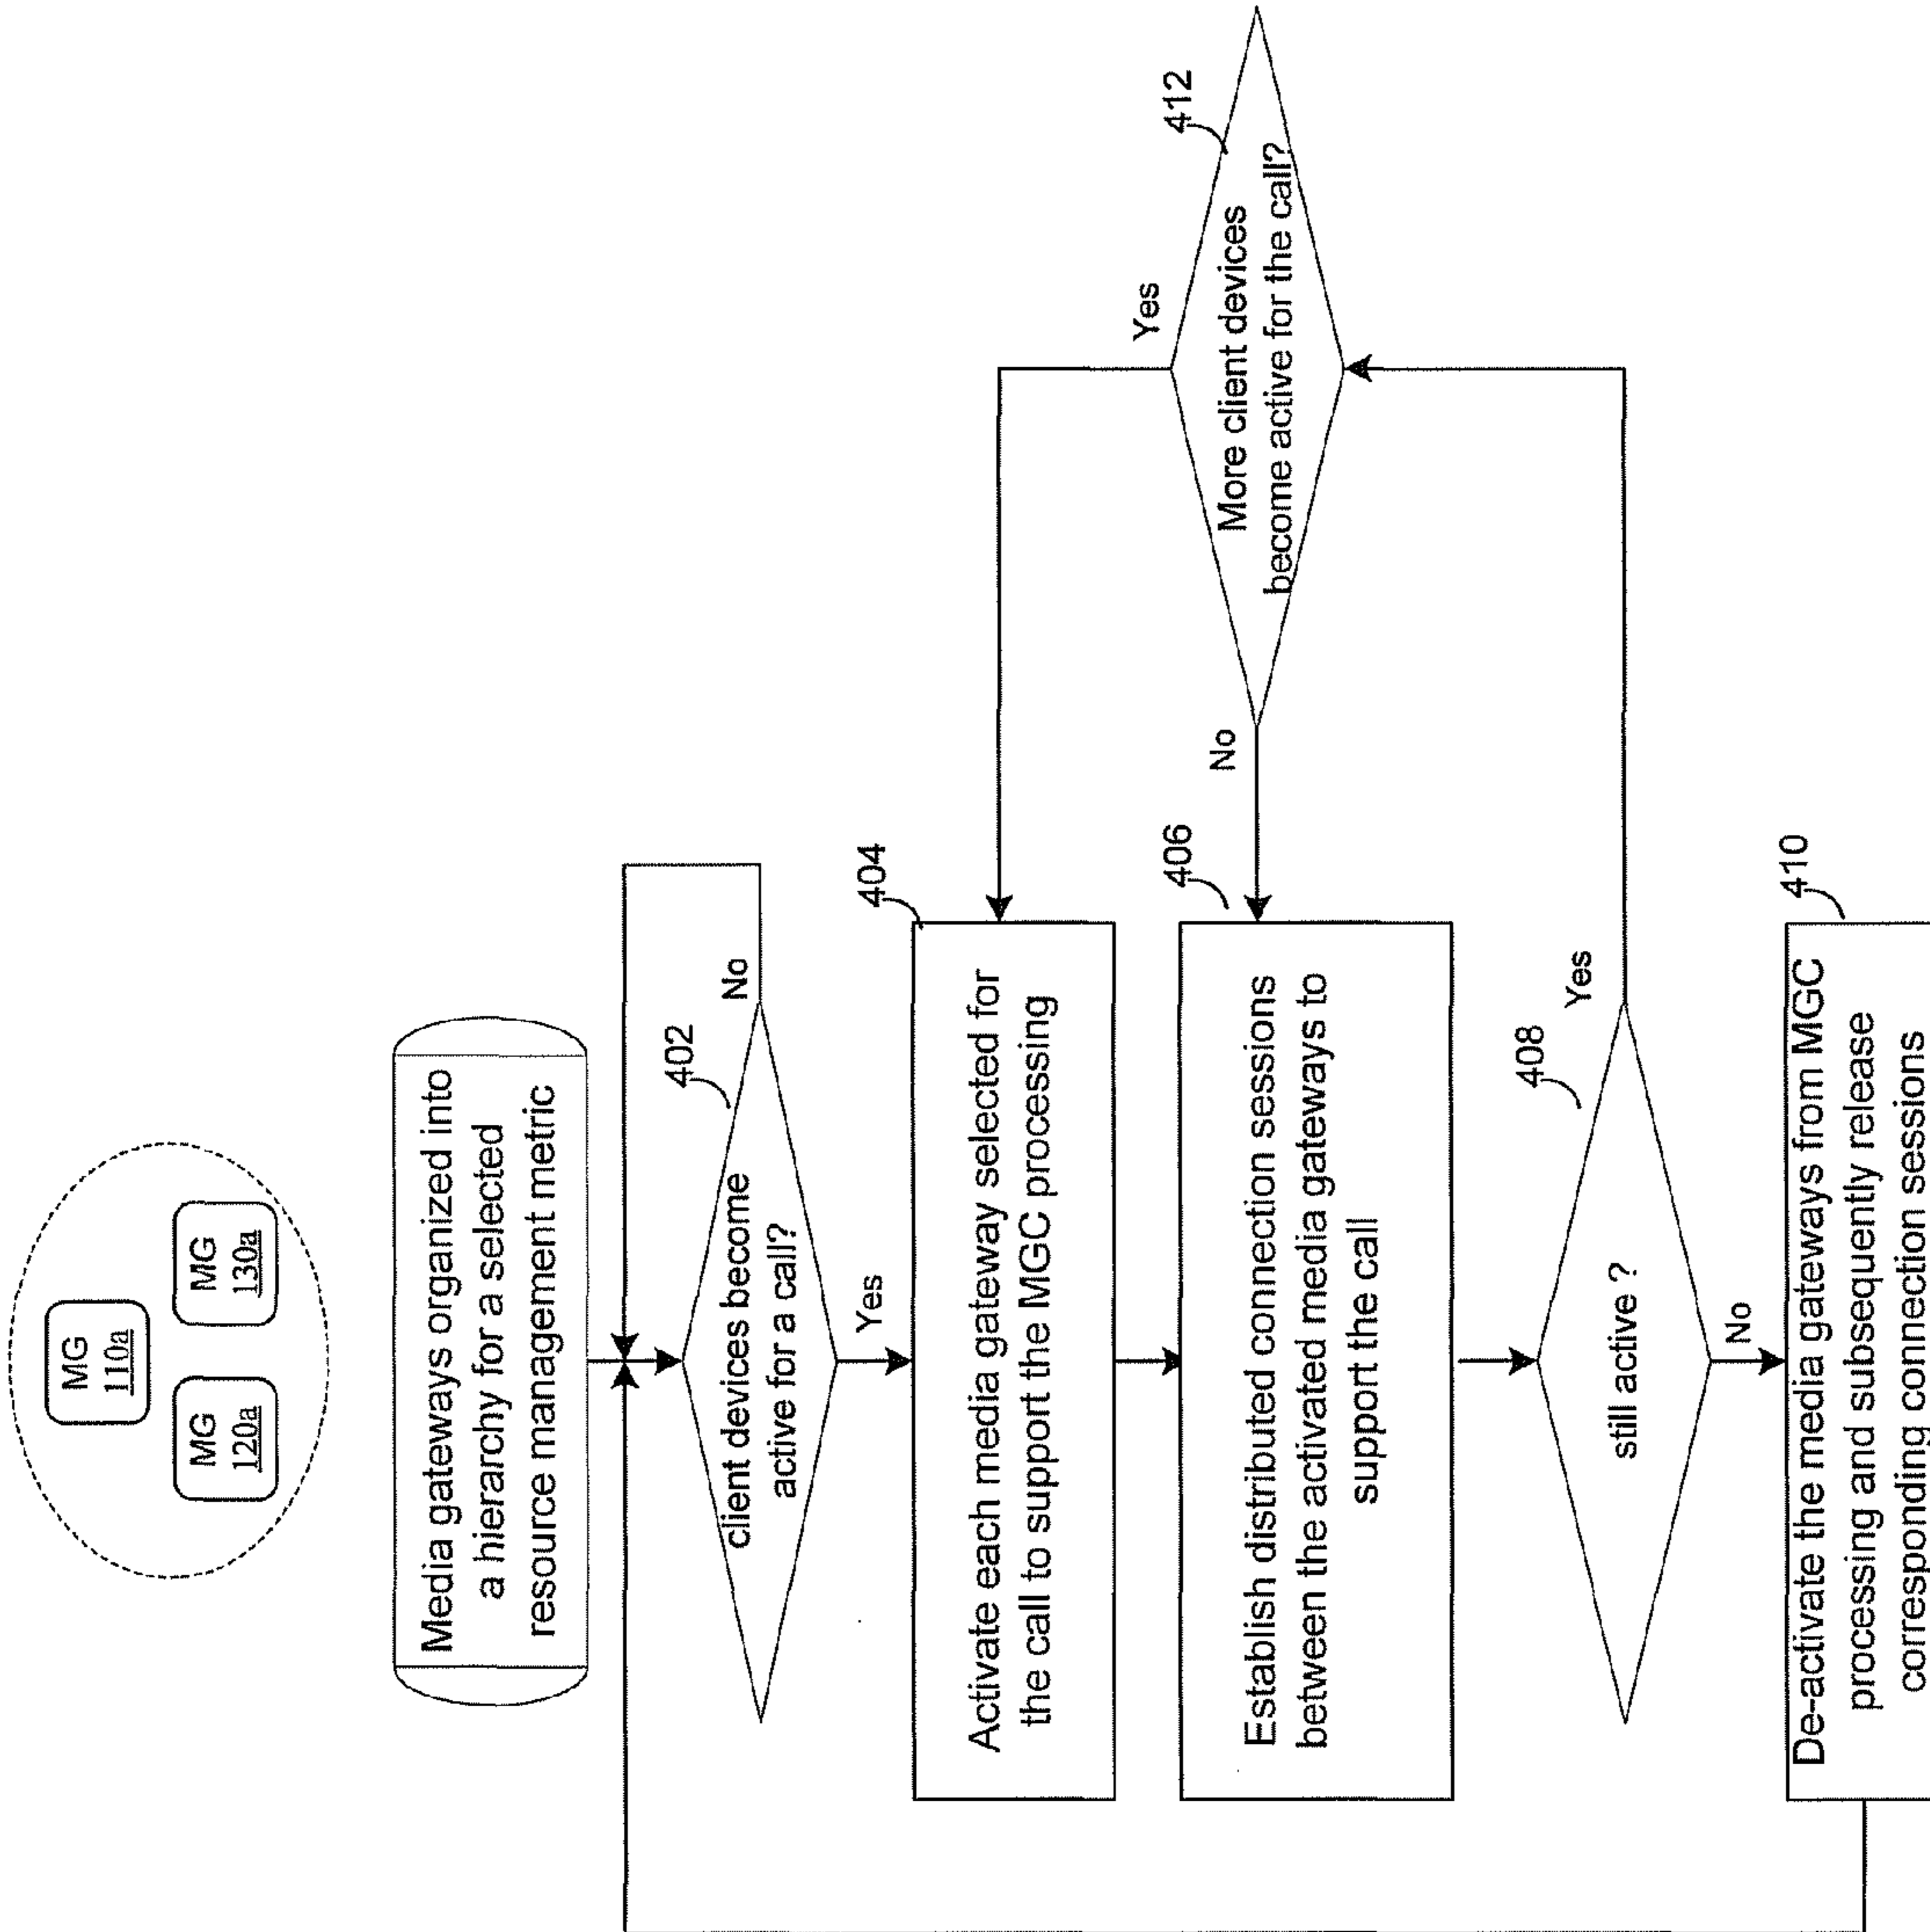 MG
110a
MG
120a
MG
130a
Media gateways organized into
a hierarchy for a selected
resource management metric
402
client devices become
active for a call?
No
Yes
404
Activate each media gateway selected for
the call to support the MGC processing
406
Establish distributed connection sessions
between the activated media gateways to
support the call
408
still active ?
Yes
No
412
More client devices
become active for the call?
Yes
No
410
De-activate the media gateways from MGC
processing and subsequently release
corresponding connection sessions